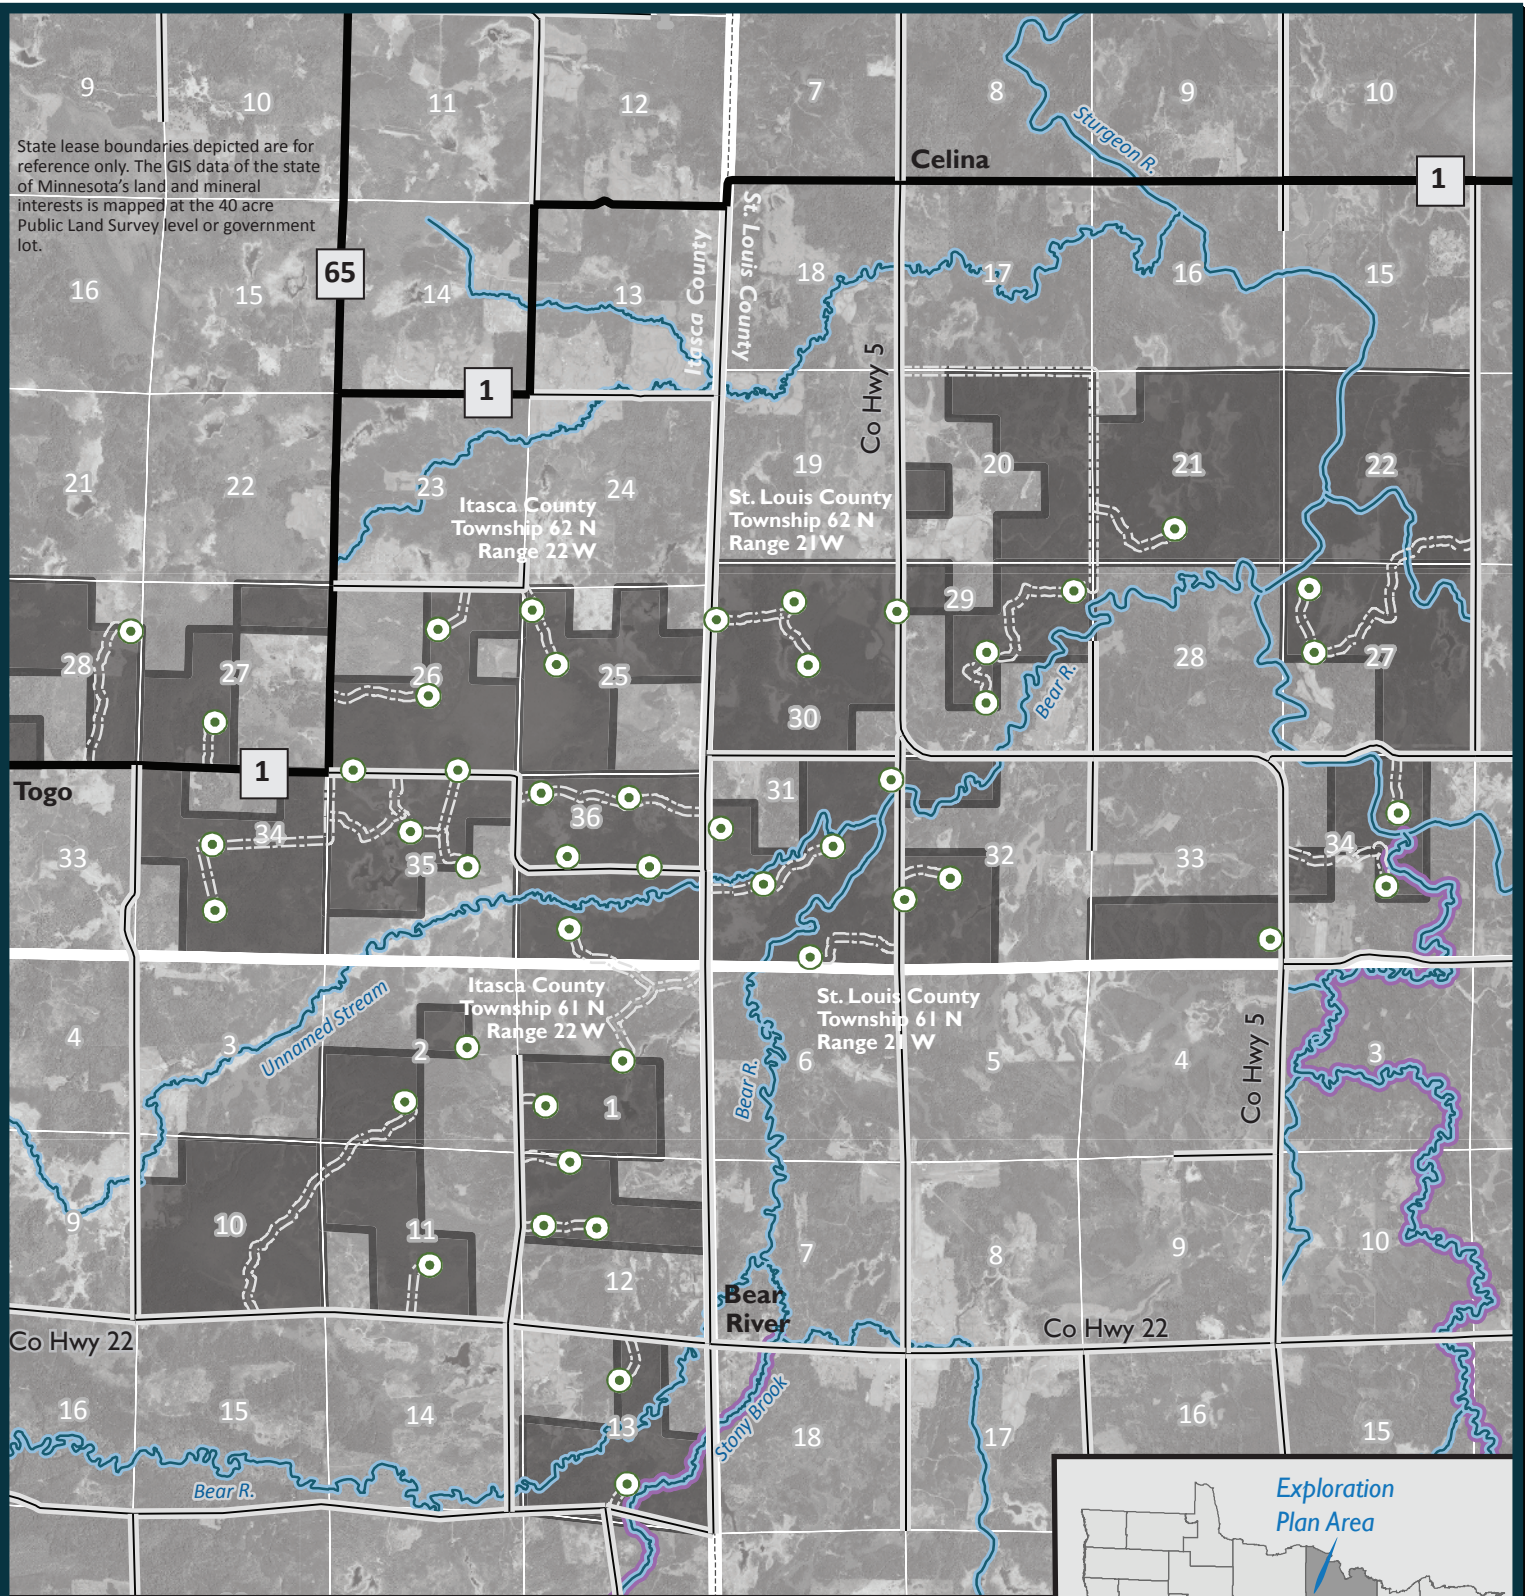 9
10
11
12
7
8
9
10
State lease boundaries depicted are for
reference only. The GIS data of the state
of Minnesota's land and mineral
interests is mapped at the 40 acre
Public Land Survey level or government
lot.
Sturgeon R.
Celina
1
65
16
15
14
13
Itasca County
St. Louis County
18
17
16
15
1
Co Hwy 5
21
22
23
24
19
20
21
22
Itasca County
Township 62 N
Range 22 W
St. Louis County
Township 62 N
Range 21 W
28
27
26
25
30
29
28
27
Bear R.
1
Togo
33
34
35
36
31
32
33
34
Unnamed Stream
Itasca County
Township 61 N
Range 22 W
St. Louis County
Township 61 N
Range 21 W
4
3
2
1
Bear R.
6
5
4
Co Hwy 5
3
9
10
11
12
7
8
9
10
Bear
River
Co Hwy 22
Co Hwy 22
16
15
14
13
Stony Brook
18
17
16
15
Bear R.
Exploration
Plan Area